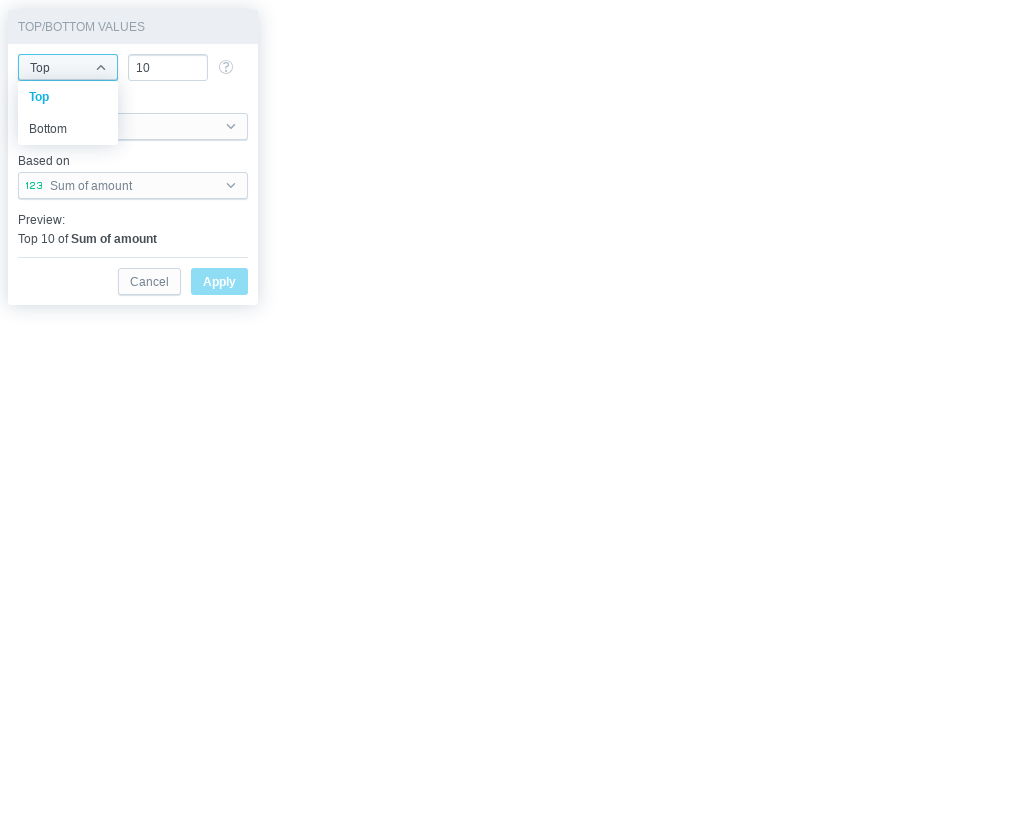 TOP/BOTTOM VALUES
Top 10
Top
Bottom
Based on
123 Sum of amount
Preview:
Top 10 of Sum of amount
Cancel Apply